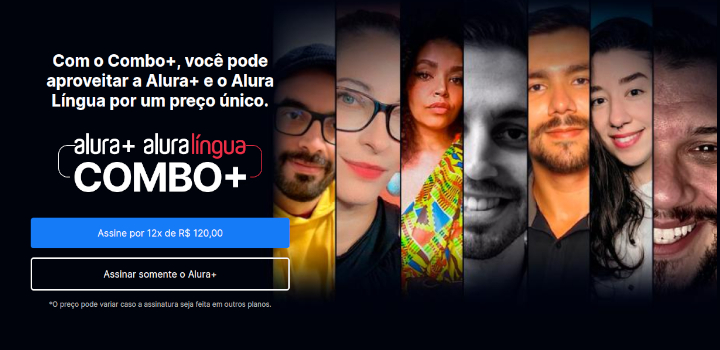 Com o Combo+, você pode
aproveitar a Alura+ e o Alura
Língua por um preço único.
alura+ aluralíngua
COMBO+
Assine por 12x de R$ 120,00
Assinar somente o Alura+
*O preço pode variar caso a assinatura seja feita em outros planos.